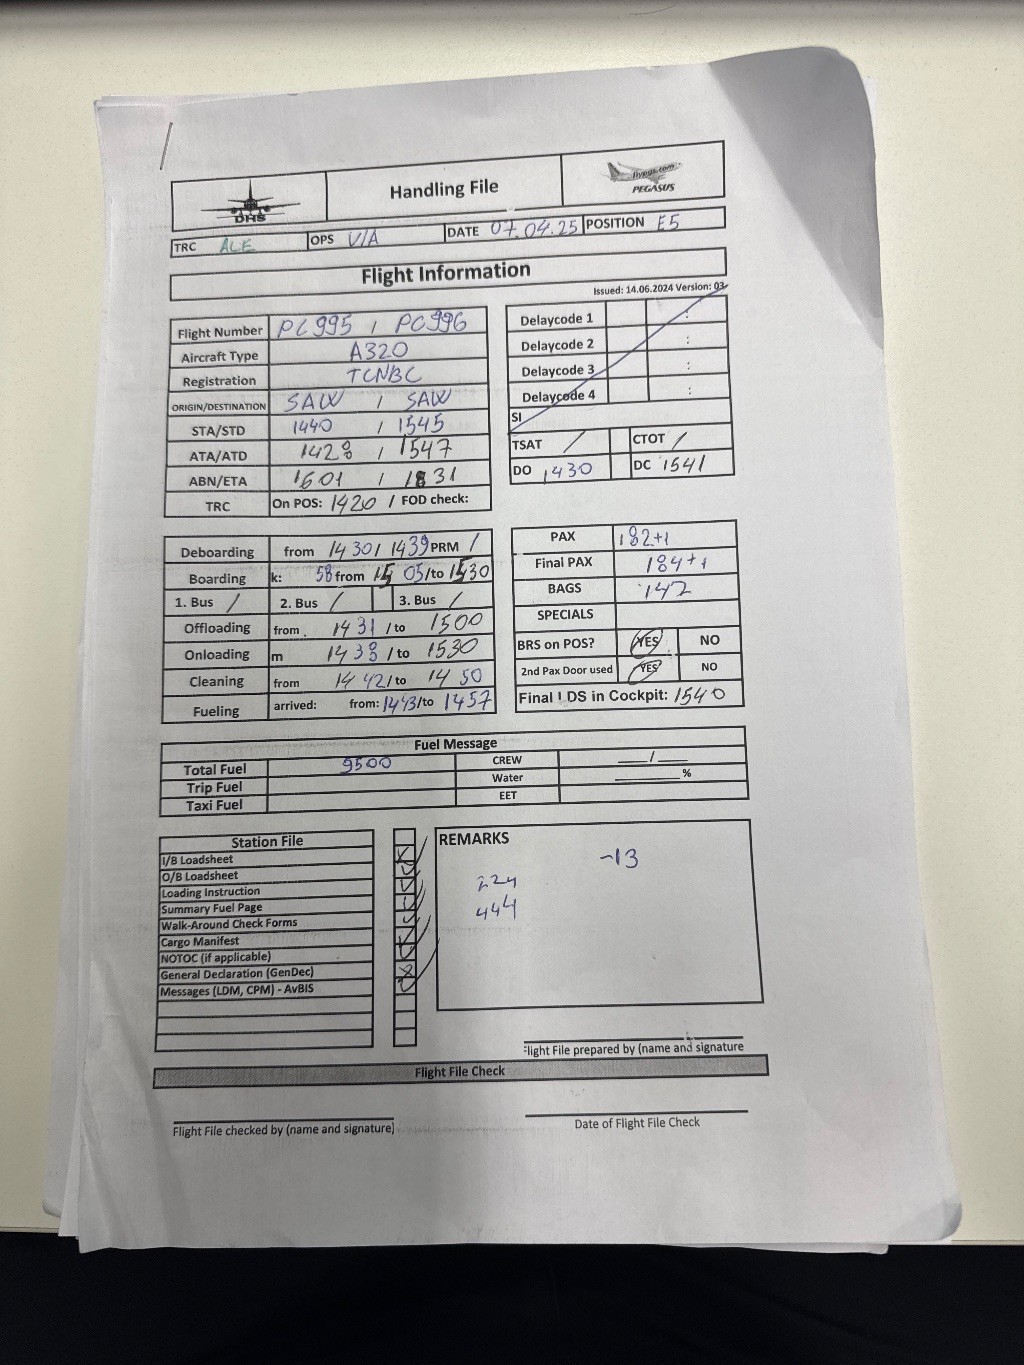 DHS
Handling File
flypgs.com
PEGASUS
TRC ALE OPS V/A DATE 07.04.25 POSITION E5
Flight Information
Issued: 14.06.2024 Version: 03
Flight Number PC995 / PC996
Aircraft Type A320
Registration TCNBC
ORIGIN/DESTINATION SAW / SAW
STA/STD 1440 / 1545
ATA/ATD 1428 / 1547
ABN/ETA 1601 / 1831
TRC On POS: 1420 / FOD check:
Delaycode 1 :
Delaycode 2 :
Delaycode 3 :
Delaycode 4 :
SI
TSAT / CTOT /
DO 1430 DC 1541
Deboarding from 1430 / 1439 PRM /
Boarding k: 58 from 1505 /to 1530
1. Bus / 2. Bus / 3. Bus /
Offloading from 1431 / to 1500
Onloading m 1438 / to 1530
Cleaning from 1442 / to 1450
Fueling arrived: from: 1443 /to 1457
PAX 182+1
Final PAX 184+1
BAGS 142
SPECIALS
BRS on POS? YES NO
2nd Pax Door used YES NO
Final LDS in Cockpit: 1540
Fuel Message
Total Fuel 9500 CREW __/__
Trip Fuel Water ______%
Taxi Fuel EET
Station File
I/B Loadsheet
O/B Loadsheet
Loading Instruction
Summary Fuel Page
Walk-Around Check Forms
Cargo Manifest
NOTOC (if applicable)
General Declaration (GenDec)
Messages (LDM, CPM) - AvBIS
REMARKS
-13
224
444
Flight File prepared by (name and signature
Flight File Check
Flight File checked by (name and signature)
Date of Flight File Check